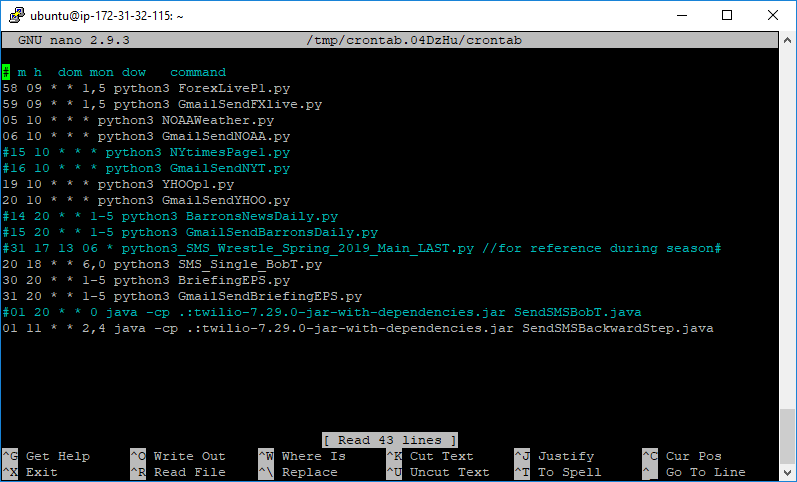 ubuntu@ip-172-31-32-115: ~
GNU nano 2.9.3 /tmp/crontab.04DzHu/crontab
# m h  dom mon dow   command
58 09 * * 1,5 python3 ForexLiveP1.py
59 09 * * 1,5 python3 GmailSendFXlive.py
05 10 * * * python3 NOAAWeather.py
06 10 * * * python3 GmailSendNOAA.py
#15 10 * * * python3 NYtimesPage1.py
#16 10 * * * python3 GmailSendNYT.py
19 10 * * * python3 YHOOp1.py
20 10 * * * python3 GmailSendYHOO.py
#14 20 * * 1-5 python3 BarronsNewsDaily.py
#15 20 * * 1-5 python3 GmailSendBarronsDaily.py
#31 17 13 06 * python3_SMS_Wrestle_Spring_2019_Main_LAST.py //for reference during season#
20 18 * * 6,0 python3 SMS_Single_BobT.py
30 20 * * 1-5 python3 BriefingEPS.py
31 20 * * 1-5 python3 GmailSendBriefingEPS.py
#01 20 * * 0 java -cp .:twilio-7.29.0-jar-with-dependencies.jar SendSMSBobT.java
01 11 * * 2,4 java -cp .:twilio-7.29.0-jar-with-dependencies.jar SendSMSBackwardStep.java
[ Read 43 lines ]
^G Get Help ^O Write Out ^W Where Is ^K Cut Text ^J Justify ^C Cur Pos
^X Exit ^R Read File ^\ Replace ^U Uncut Text ^T To Spell ^_ Go To Line